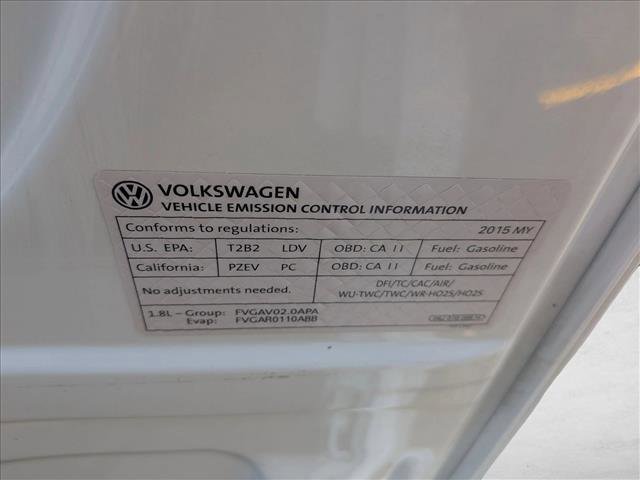 VOLKSWAGEN
VEHICLE EMISSION CONTROL INFORMATION
Conforms to regulations: 2015 MY
U.S. EPA: T2B2 LDV OBD: CA II Fuel: Gasoline
California: PZEV PC OBD: CA II Fuel: Gasoline
No adjustments needed. DFI/TC/CAC/AIR/
WU-TWC/TWC/WR-HO2S/HO2S
1.8L - Group: FVGAV02.0APA
Evap: FVGAR0110ABB